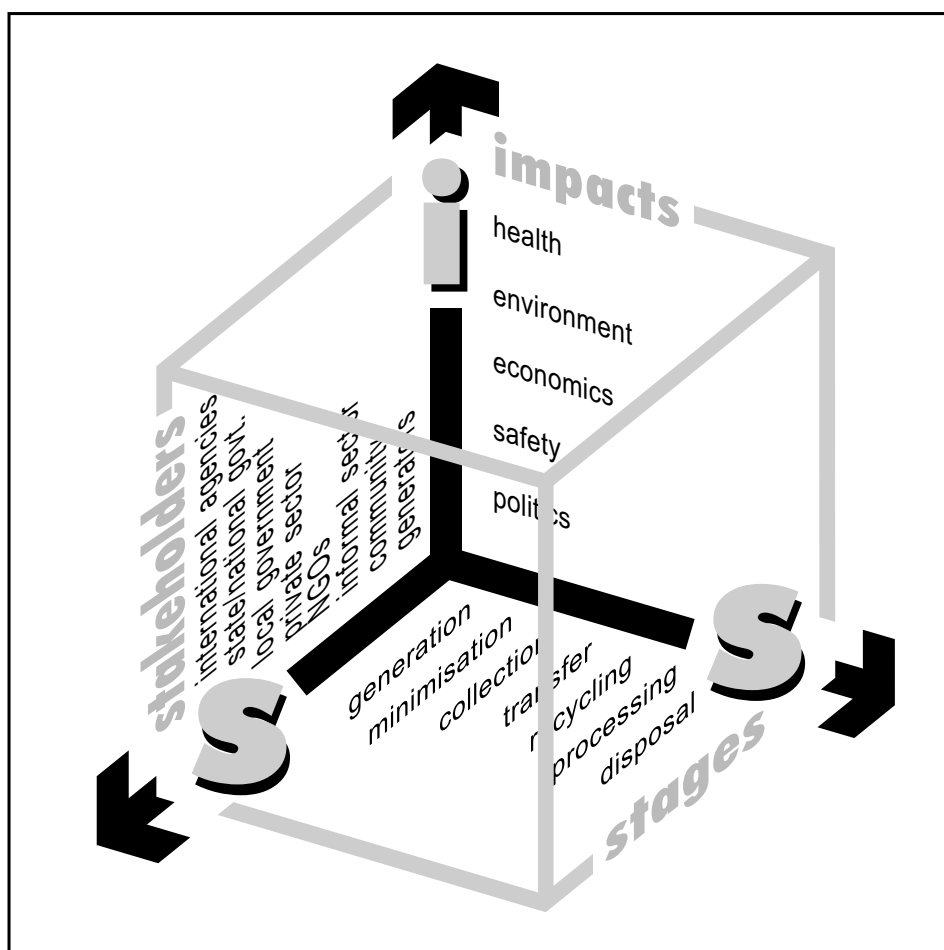 i
impacts
health
environment
economics
safety
politics
stakeholders
international agencies
state/national govt.
local government
private sector
NGOs
informal sector
community
generators
S
generation
minimisation
collection
transfer
recycling
processing
disposal
S
stages